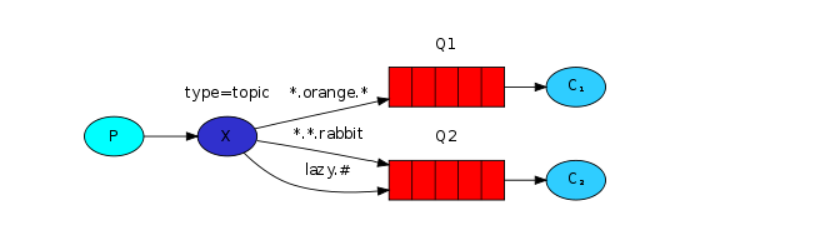 Q1
type=topic
*.orange.*
C₁
P
X
*.*.rabbit
Q2
lazy.#
C₂